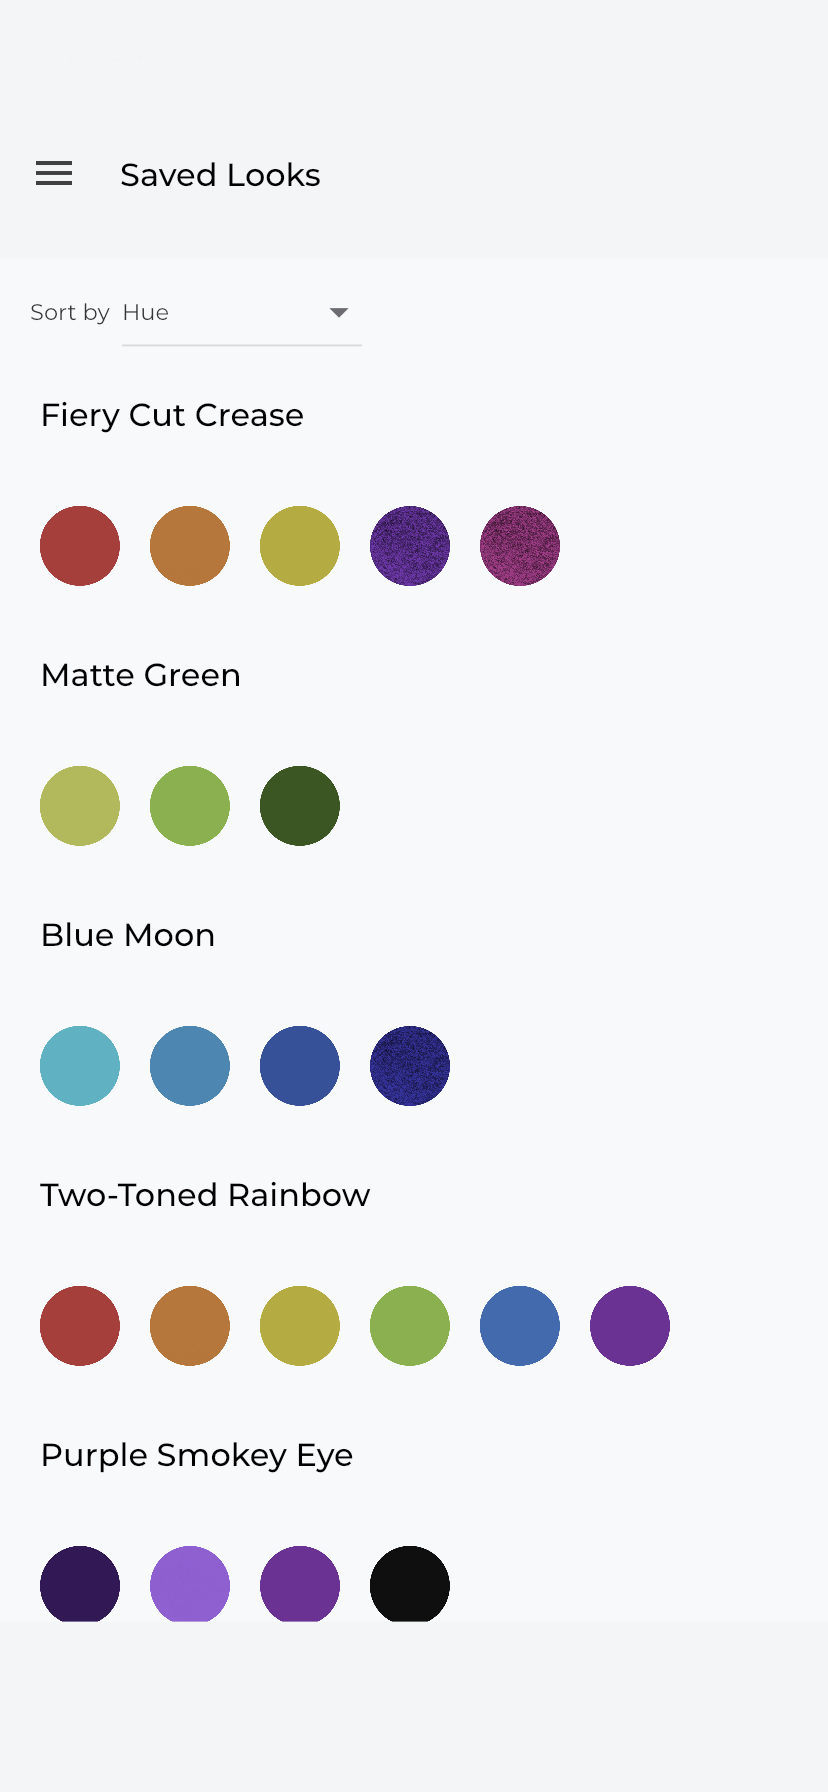 Saved Looks
Sort by Hue
Fiery Cut Crease
Matte Green
Blue Moon
Two-Toned Rainbow
Purple Smokey Eye